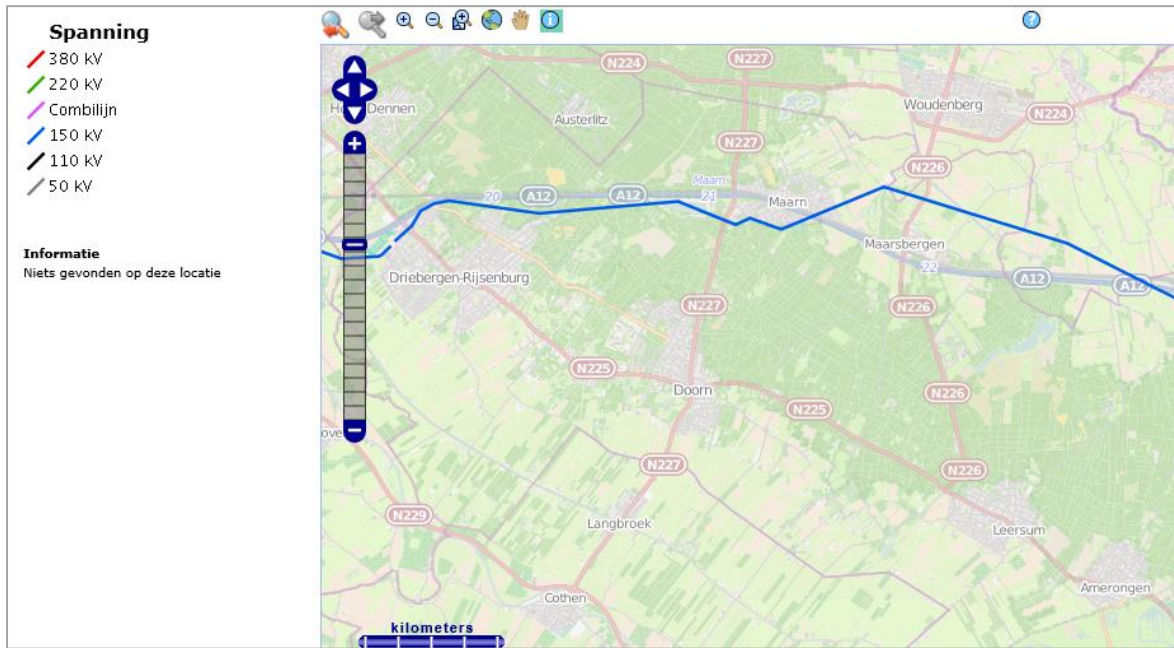 Spanning
380 kV
220 kV
Combilijn
150 kV
110 kV
50 kV
Informatie
Niets gevonden op deze locatie
N224
N227
Dennen
Austerlitz
Woudenberg
N224
N227
N226
20
A12
A12
Maarn
21
Maarn
Maarsbergen
22
A12
A12
Driebergen-Rijsenburg
N227
N226
N225
Doorn
N226
N225
N227
N226
N229
Langbroek
Leersum
Amerongen
Cothen
kilometers